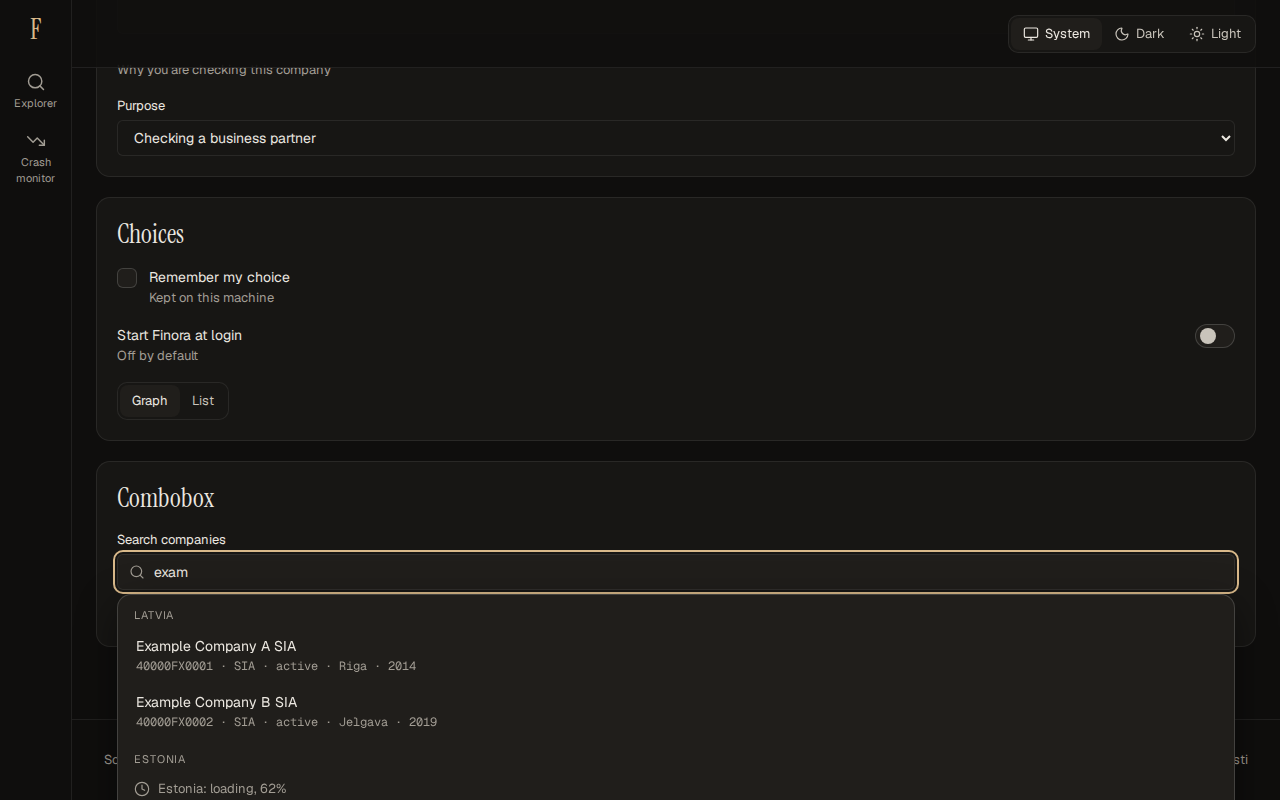 F
System
Dark
Light
Explorer
Crash
monitor
Why you are checking this company
Purpose
Checking a business partner
Choices
Remember my choice
Kept on this machine
Start Finora at login
Off by default
Graph
List
Combobox
Search companies
exam
LATVIA
Example Company A SIA
40000FX0001 · SIA · active · Riga · 2014
Example Company B SIA
40000FX0002 · SIA · active · Jelgava · 2019
ESTONIA
Estonia: loading, 62%